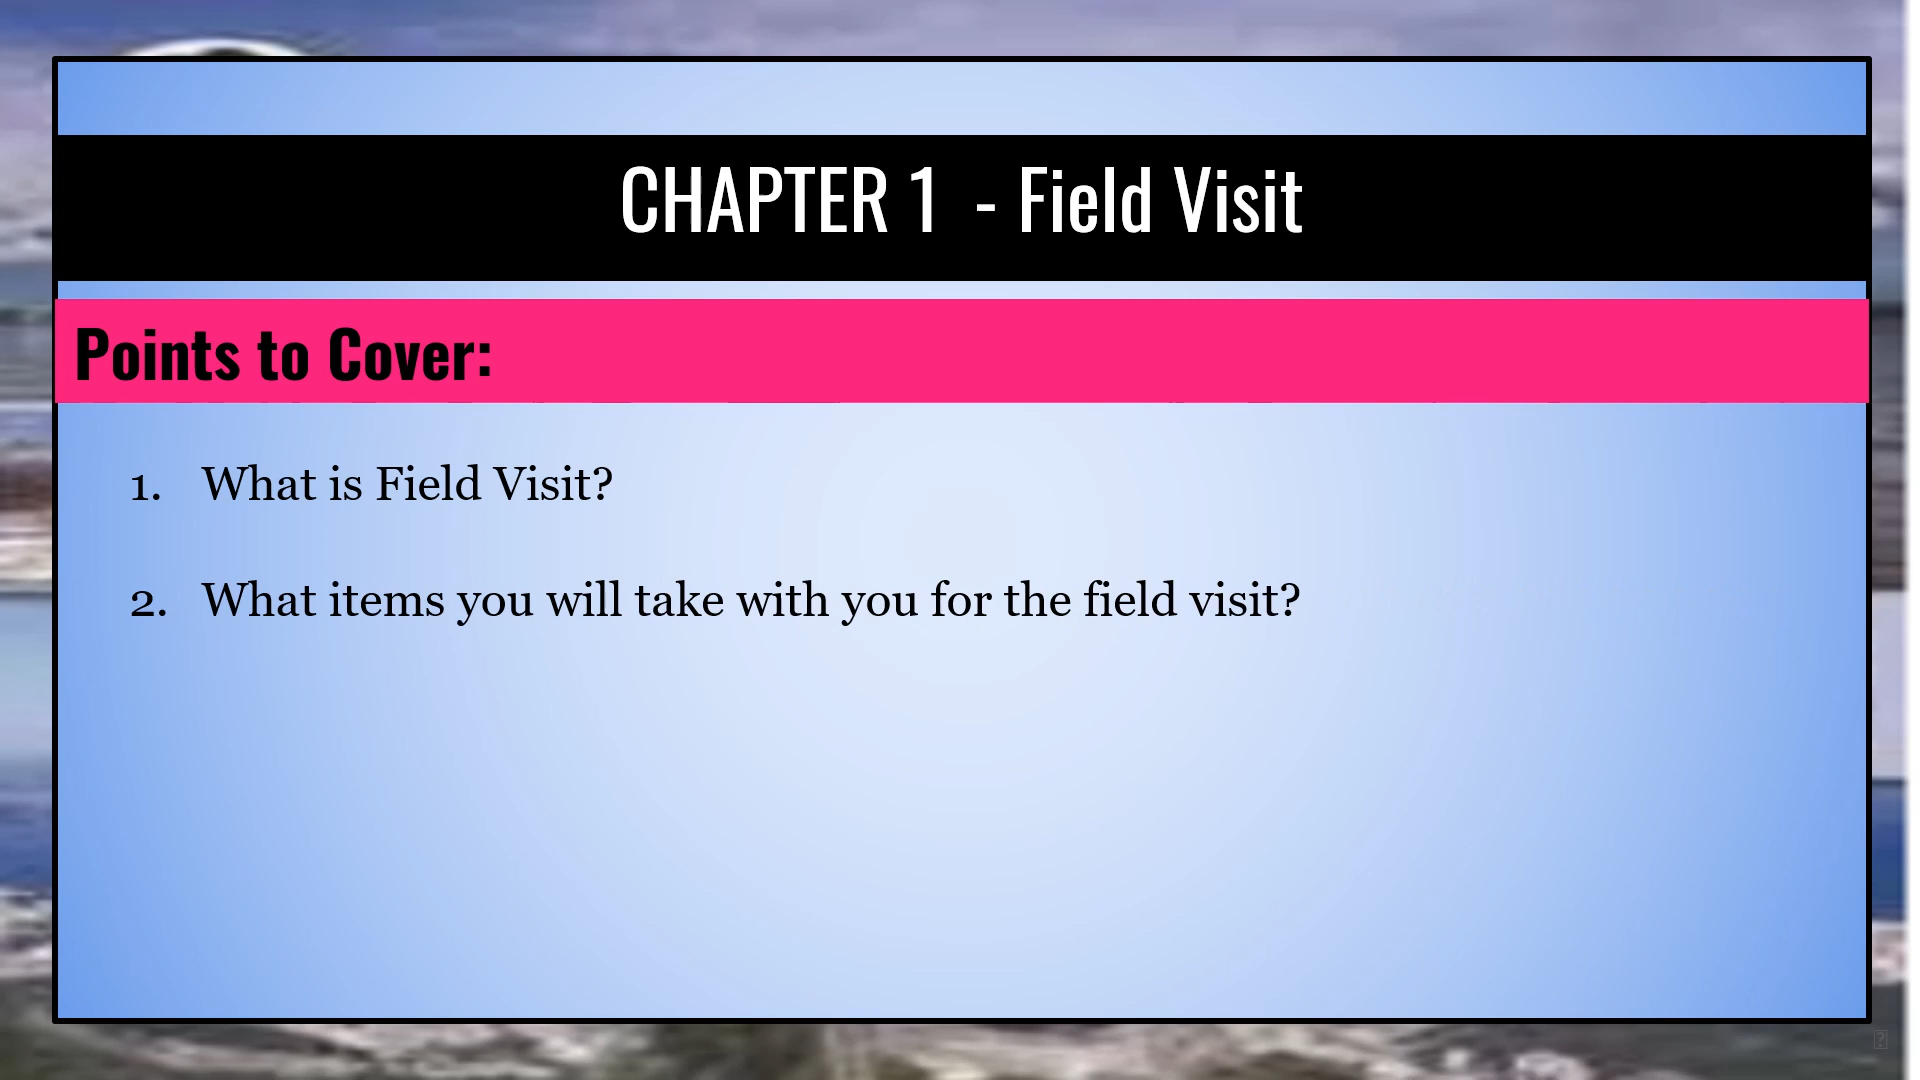 CHAPTER 1  - Field Visit
Points to Cover:
1. What is Field Visit?
2. What items you will take with you for the field visit?